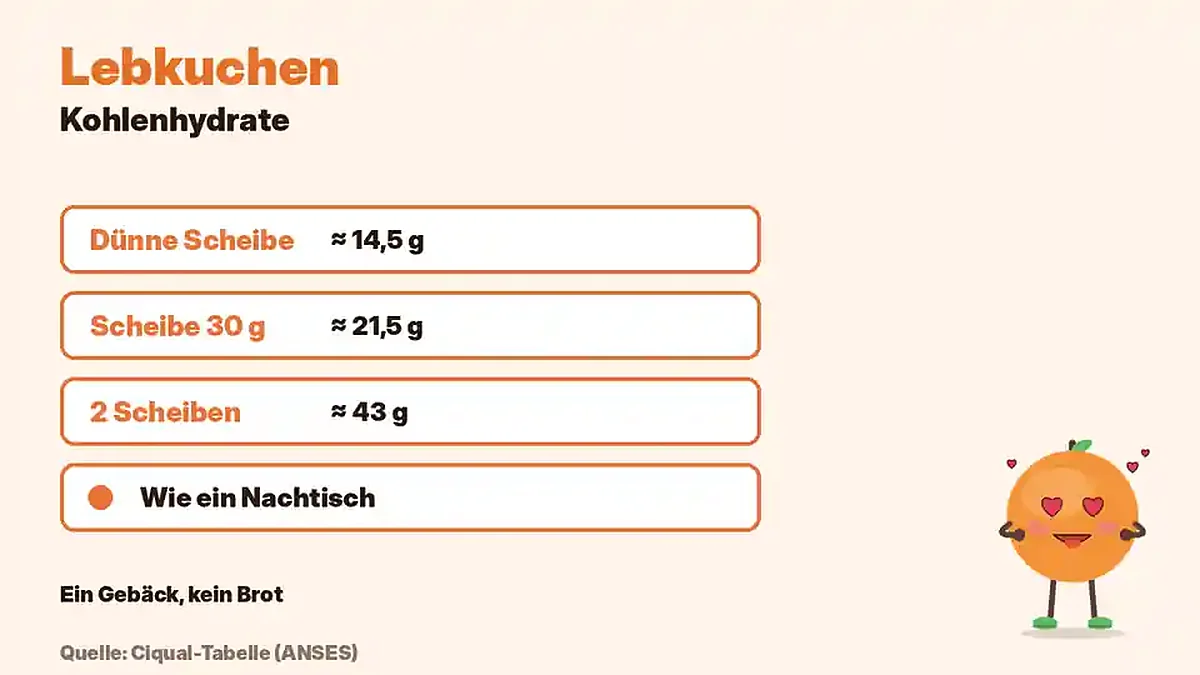 Lebkuchen
Kohlenhydrate
Dünne Scheibe ≈ 14,5 g
Scheibe 30 g ≈ 21,5 g
2 Scheiben ≈ 43 g
Wie ein Nachtisch
Ein Gebäck, kein Brot
Quelle: Ciqual-Tabelle (ANSES)